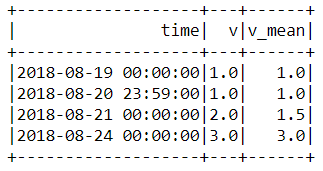 +-------------------+---+------+
|               time|  v|v_mean|
+-------------------+---+------+
|2018-08-19 00:00:00|1.0|   1.0|
|2018-08-20 23:59:00|1.0|   1.0|
|2018-08-21 00:00:00|2.0|   1.5|
|2018-08-24 00:00:00|3.0|   3.0|
+-------------------+---+------+